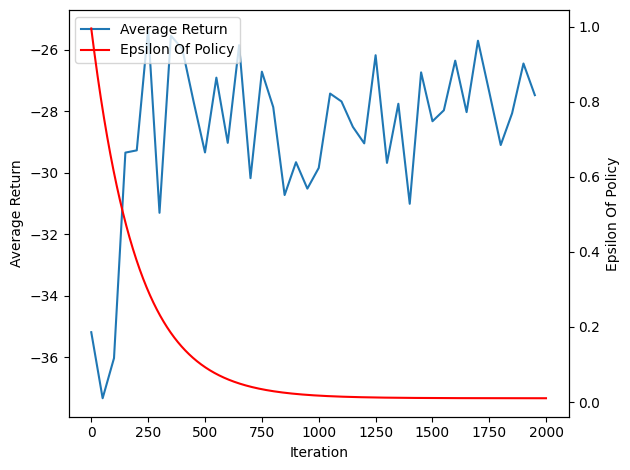 Average Return
Epsilon Of Policy
−26
−28
−30
−32
−34
−36
Average Return
1.0
0.8
0.6
0.4
0.2
0.0
Epsilon Of Policy
0 250 500 750 1000 1250 1500 1750 2000
Iteration